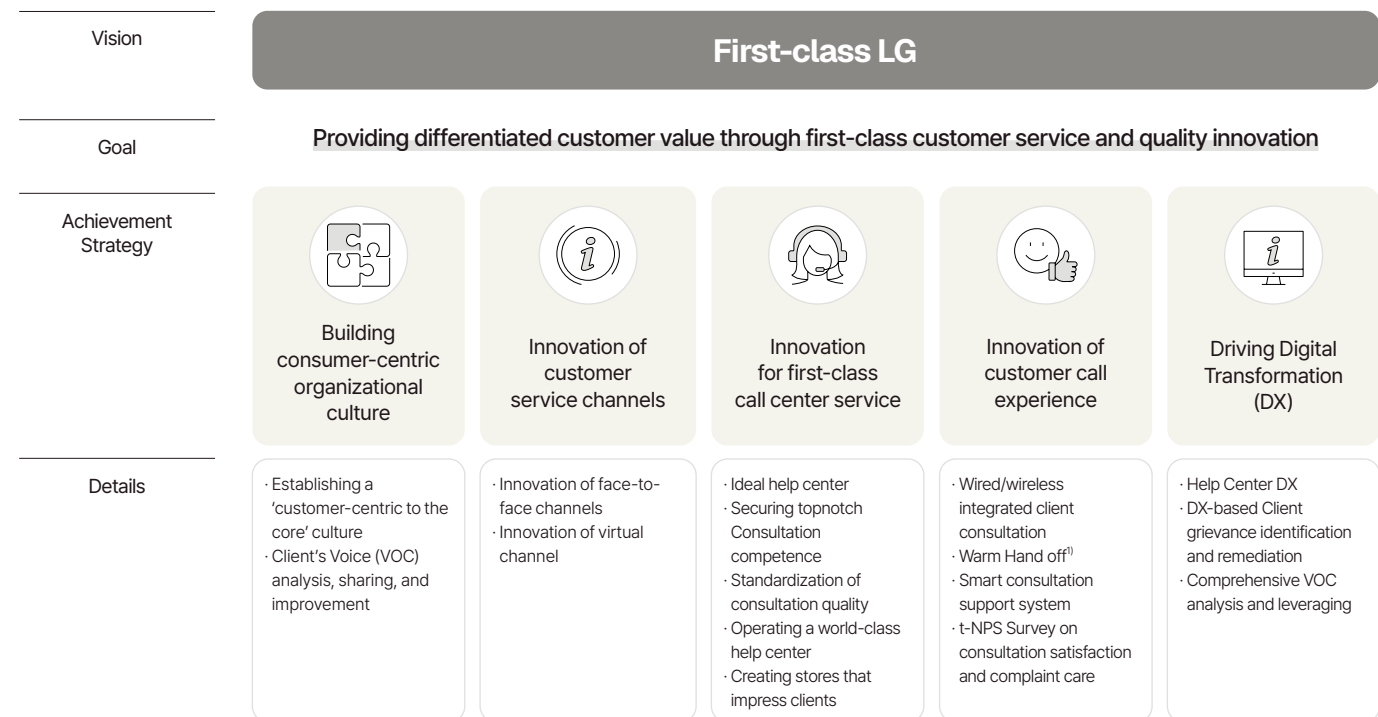 Vision
First-class LG
Goal
Providing differentiated customer value through first-class customer service and quality innovation
Achievement
Strategy
Building
consumer-centric
organizational
culture
Innovation of
customer
service channels
Innovation
for first-class
call center service
Innovation of
customer call
experience
Driving Digital
Transformation
(DX)
Details
· Establishing a
‘customer-centric to the
core’ culture
· Client’s Voice (VOC)
analysis, sharing, and
improvement
· Innovation of face-to-
face channels
· Innovation of virtual
channel
· Ideal help center
· Securing topnotch
Consultation
competence
· Standardization of
consultation quality
· Operating a world-class
help center
· Creating stores that
impress clients
· Wired/wireless
integrated client
consultation
· Warm Hand off1)
· Smart consultation
support system
· t-NPS Survey on
consultation satisfaction
and complaint care
· Help Center DX
· DX-based Client
grievance identification
and remediation
· Comprehensive VOC
analysis and leveraging